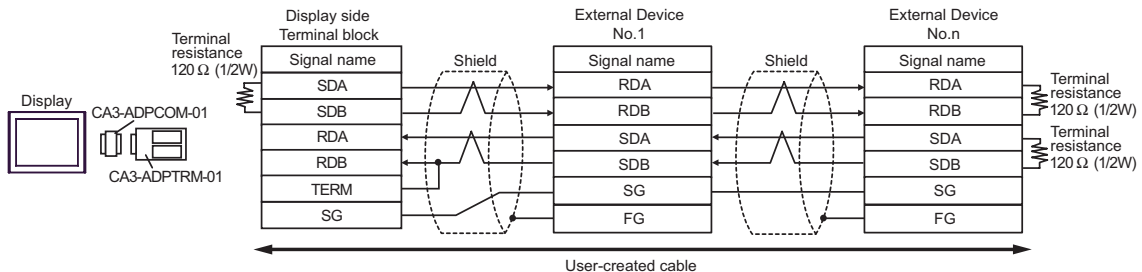 Display side
Terminal block
Terminal
resistance
120 Ω (1/2W)
Signal name
SDA
SDB
RDA
RDB
TERM
SG
Display
CA3-ADPCOM-01
CA3-ADPTRM-01
Shield
External Device
No.1
Signal name
RDA
RDB
SDA
SDB
SG
FG
Shield
External Device
No.n
Signal name
RDA
RDB
SDA
SDB
SG
FG
Terminal
resistance
120 Ω (1/2W)
Terminal
resistance
120 Ω (1/2W)
User-created cable